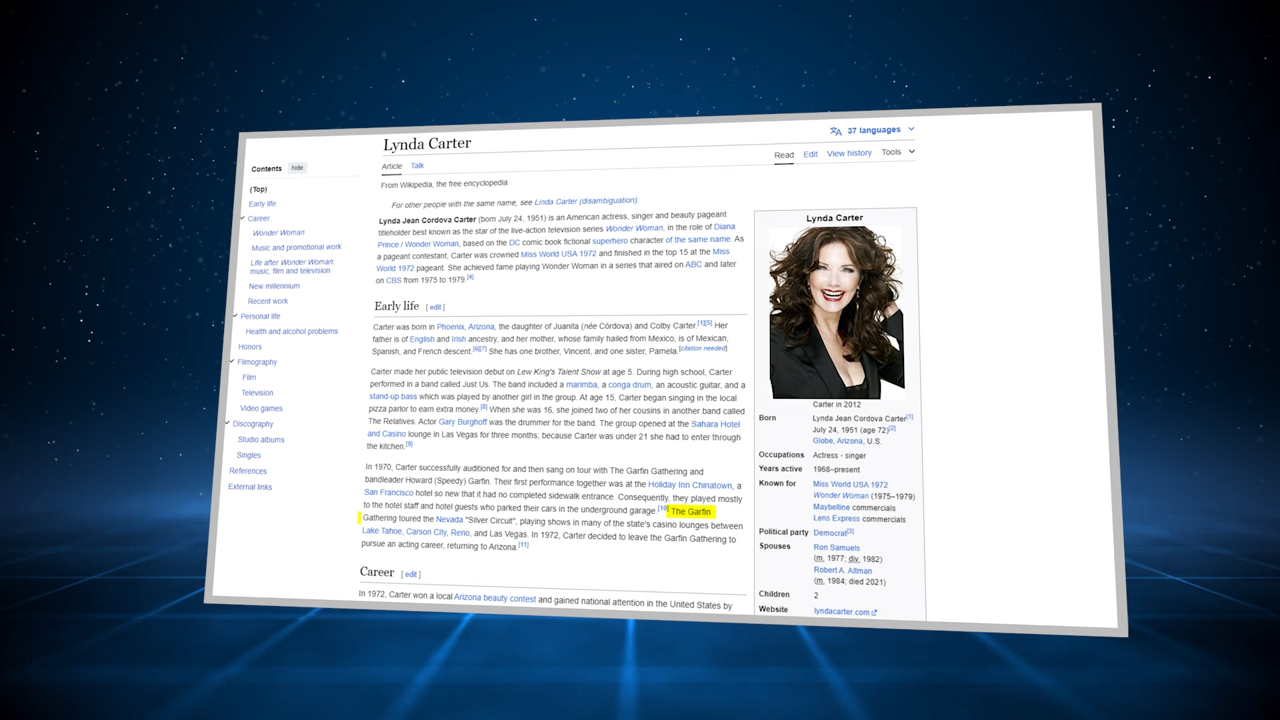 Lynda Carter
37 languages
Article Talk
Read Edit View history Tools
From Wikipedia, the free encyclopedia
For other people with the same name, see Linda Carter (disambiguation).
Contents hide
(Top)
Early life
Career
Wonder Woman
Music and promotional work
Life after Wonder Woman:
music, film and television
New millennium
Recent work
Personal life
Health and alcohol problems
Honors
Filmography
Film
Television
Video games
Discography
Studio albums
Singles
References
External links
Lynda Jean Cordova Carter (born July 24, 1951) is an American actress, singer and beauty pageant
titleholder best known as the star of the live-action television series Wonder Woman, in the role of Diana
Prince / Wonder Woman, based on the DC comic book fictional superhero character of the same name. As
a pageant contestant, Carter was crowned Miss World USA 1972 and finished in the top 15 at the Miss
World 1972 pageant. She achieved fame playing Wonder Woman in a series that aired on ABC and later
on CBS from 1975 to 1979.[4]
Early life [ edit ]
Carter was born in Phoenix, Arizona, the daughter of Juanita (née Córdova) and Colby Carter.[1][5] Her
father is of English and Irish ancestry, and her mother, whose family hailed from Mexico, is of Mexican,
Spanish, and French descent.[6][7] She has one brother, Vincent, and one sister, Pamela.[citation needed]
Carter made her public television debut on Lew King's Talent Show at age 5. During high school, Carter
performed in a band called Just Us. The band included a marimba, a conga drum, an acoustic guitar, and a
stand-up bass which was played by another girl in the group. At age 15, Carter began singing in the local
pizza parlor to earn extra money.[8] When she was 16, she joined two of her cousins in another band called
The Relatives. Actor Gary Burghoff was the drummer for the band. The group opened at the Sahara Hotel
and Casino lounge in Las Vegas for three months; because Carter was under 21 she had to enter through
the kitchen.[9]
In 1970, Carter successfully auditioned for and then sang on tour with The Garfin Gathering and
bandleader Howard (Speedy) Garfin. Their first performance together was at the Holiday Inn Chinatown, a
San Francisco hotel so new that it had no completed sidewalk entrance. Consequently, they played mostly
to the hotel staff and hotel guests who parked their cars in the underground garage.[10] The Garfin
Gathering toured the Nevada "Silver Circuit", playing shows in many of the state's casino lounges between
Lake Tahoe, Carson City, Reno, and Las Vegas. In 1972, Carter decided to leave the Garfin Gathering to
pursue an acting career, returning to Arizona.[11]
Career [ edit ]
In 1972, Carter won a local Arizona beauty contest and gained national attention in the United States by
Lynda Carter
Carter in 2012
Born Lynda Jean Cordova Carter[1]
July 24, 1951 (age 72)[2]
Globe, Arizona, U.S.
Occupations Actress · singer
Years active 1968–present
Known for Miss World USA 1972
Wonder Woman (1975–1979)
Maybelline commercials
Lens Express commercials
Political party Democrat[3]
Spouses Ron Samuels
(m. 1977; div. 1982)
Robert A. Altman
(m. 1984; died 2021)
Children 2
Website lyndacarter.com